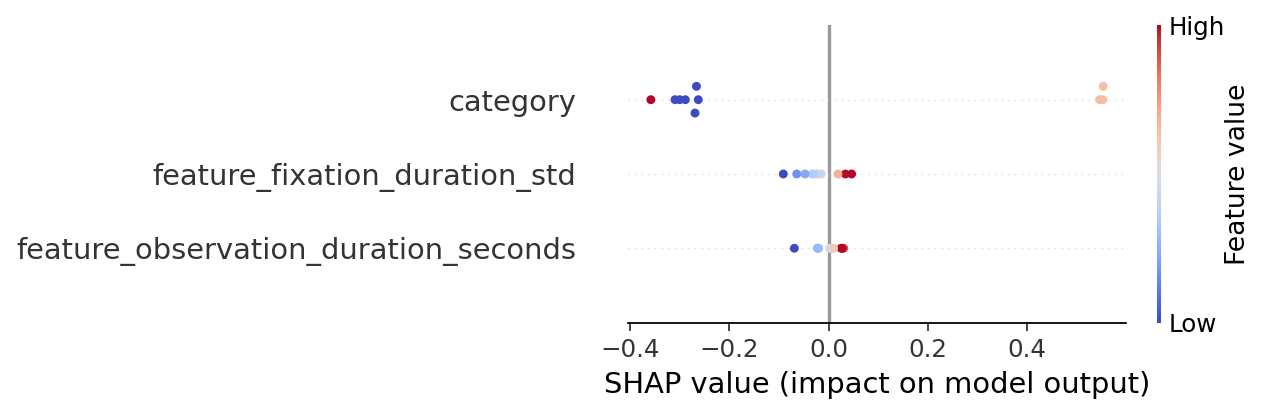 High
category
feature_fixation_duration_std
feature_observation_duration_seconds
Feature value
Low
−0.4 −0.2 0.0 0.2 0.4
SHAP value (impact on model output)